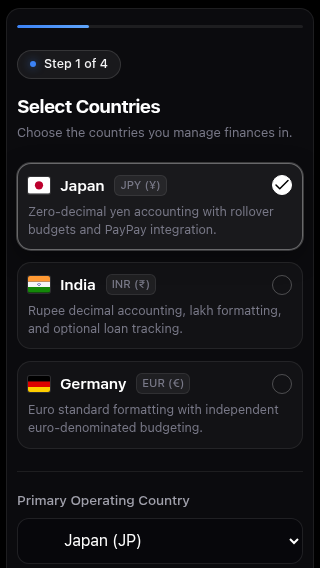 Step 1 of 4
Select Countries
Choose the countries you manage finances in.
Japan JPY (¥)
Zero-decimal yen accounting with rollover
budgets and PayPay integration.
India INR (₹)
Rupee decimal accounting, lakh formatting,
and optional loan tracking.
Germany EUR (€)
Euro standard formatting with independent
euro-denominated budgeting.
Primary Operating Country
Japan (JP)